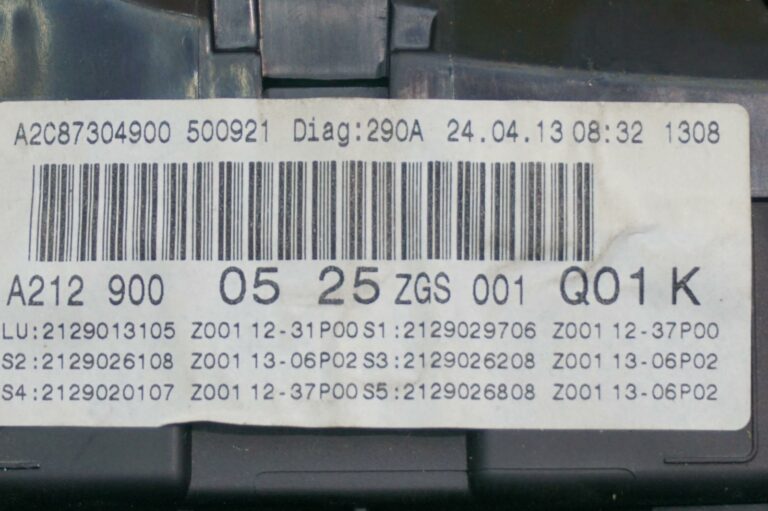 A2C87304900 500921 Diag:290A 24.04.13 08:32 1308
A212 900 05 25 ZGS 001 Q01 K
LU:2129013105 Z001 12-31P00 S1:2129029706 Z001 12-37P00
S2:2129026108 Z001 13-06P02 S3:2129026208 Z001 13-06P02
S4:2129020107 Z001 12-37P00 S5:2129026808 Z001 13-06P02